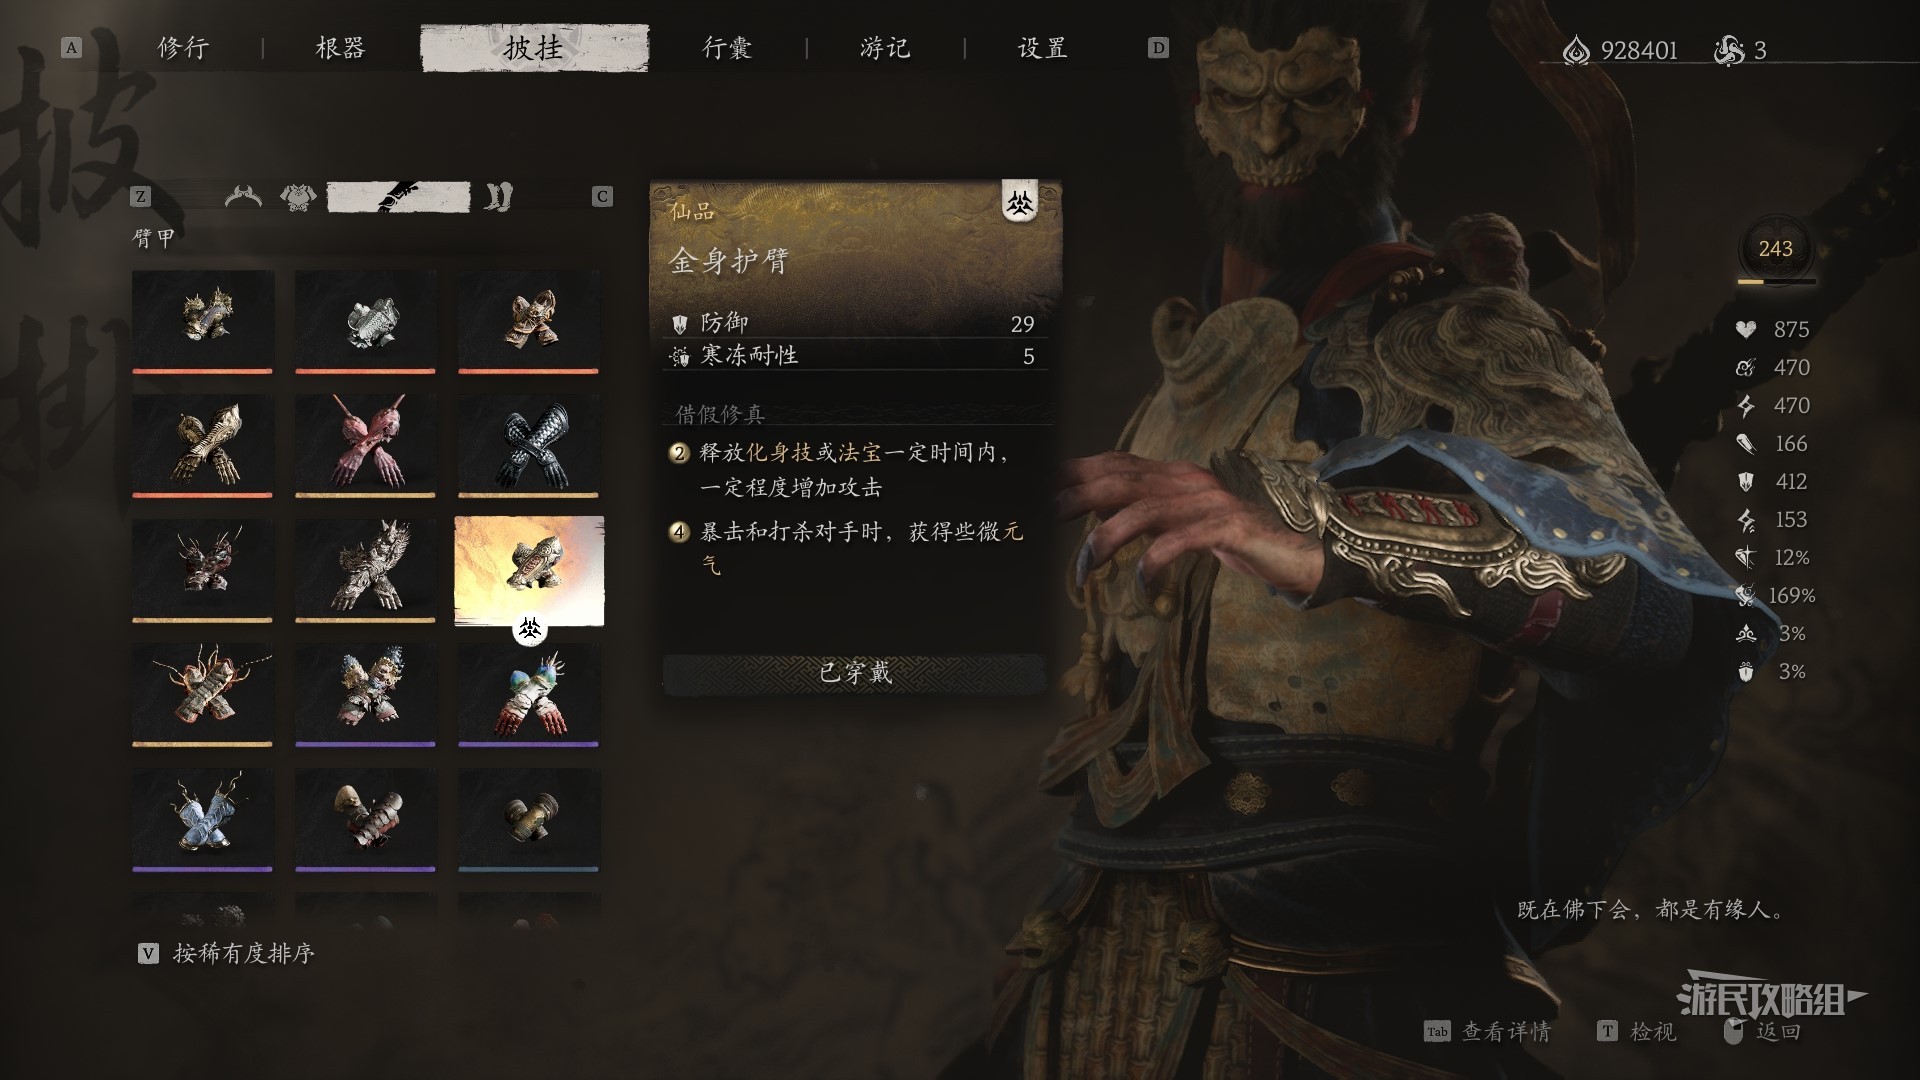 A 修行 | 根器 | 披挂 行囊 | 游记 | 设置 D
928401 3
披掛
Z C
臂甲
仙品
金身护臂
防御 29
寒冻耐性 5
借假修真
2 释放化身技或法宝一定时间内，
一定程度增加攻击
4 暴击和打杀对手时，获得些微元
气
已穿戴
243
875
470
470
166
412
153
12%
169%
3%
3%
既在佛下会，都是有缘人。
V 按稀有度排序
游民攻略组
Tab 查看详情 T 检视 返回